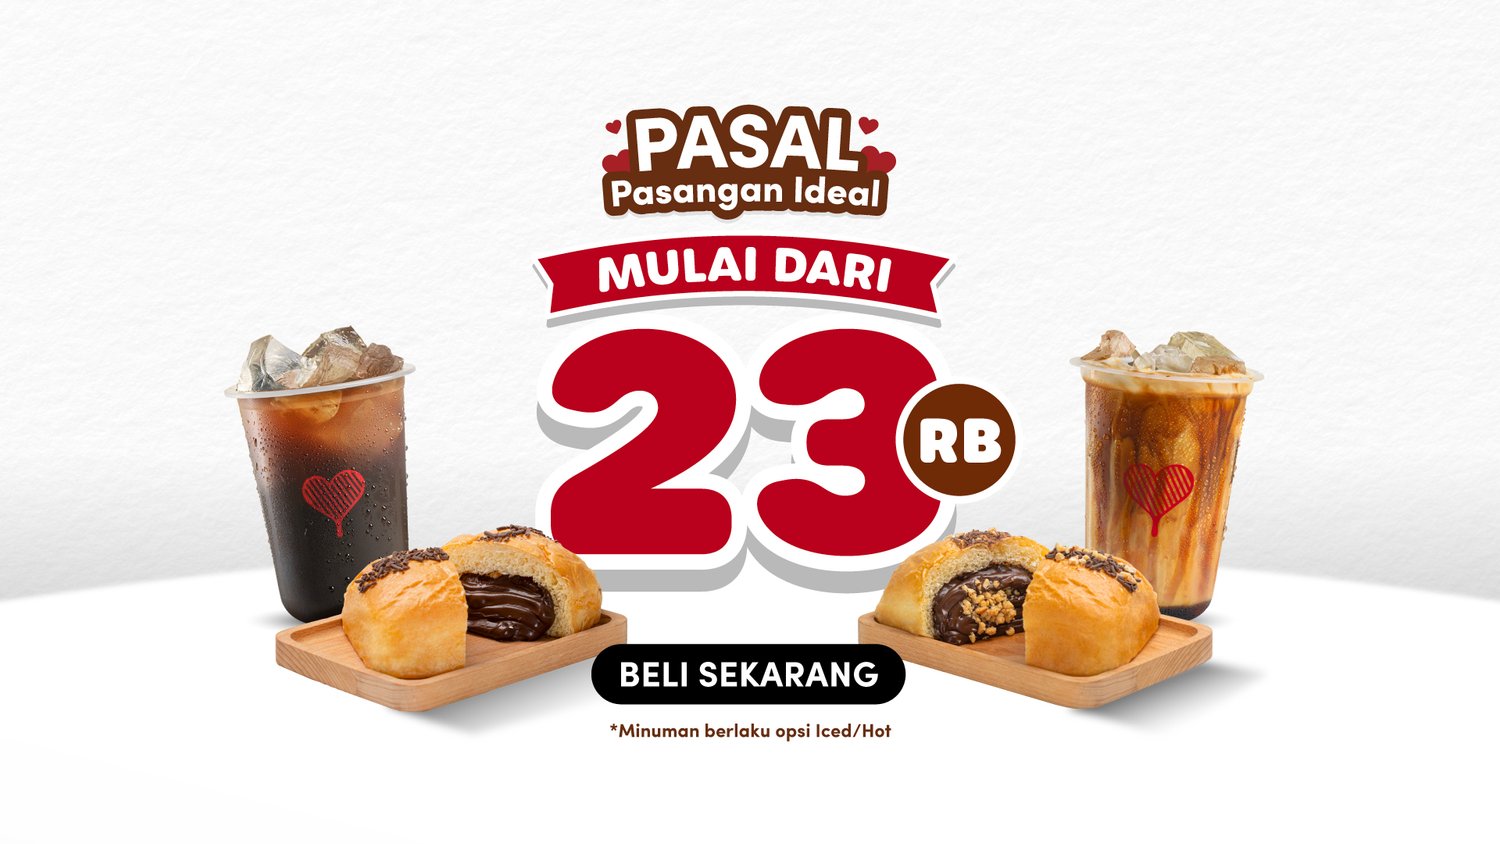 PASAL
Pasangan Ideal
MULAI DARI
23 RB
BELI SEKARANG
*Minuman berlaku opsi Iced/Hot